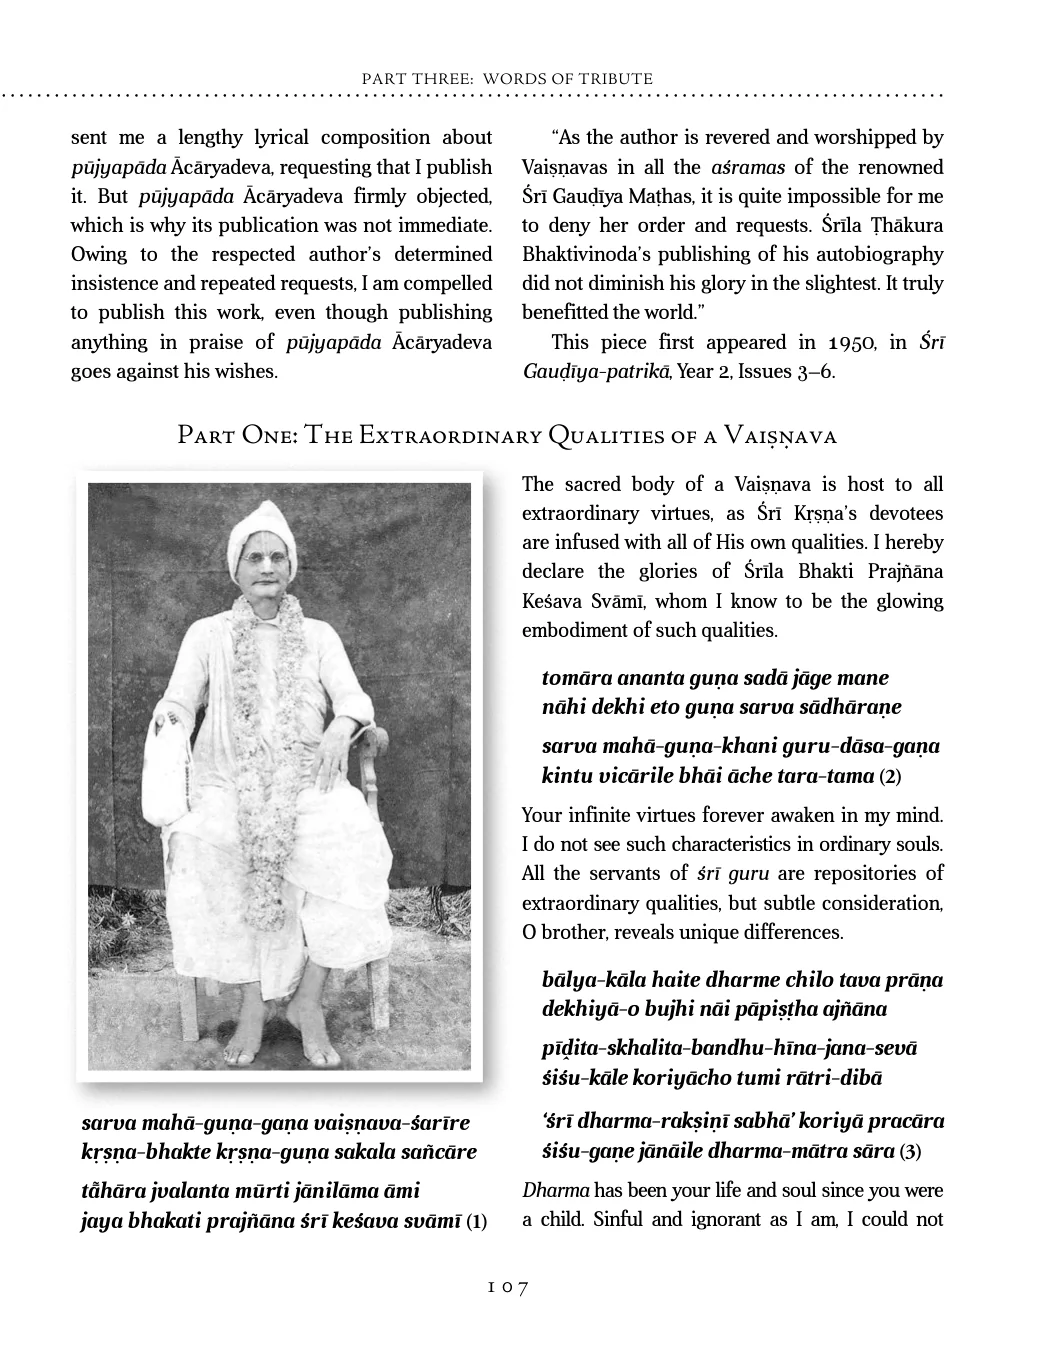 PART THREE: WORDS OF TRIBUTE
sent me a lengthy lyrical composition about
pūjyapāda Ācāryadeva, requesting that I publish
it. But pūjyapāda Ācāryadeva firmly objected,
which is why its publication was not immediate.
Owing to the respected author’s determined
insistence and repeated requests, I am compelled
to publish this work, even though publishing
anything in praise of pūjyapāda Ācāryadeva
goes against his wishes.
“As the author is revered and worshipped by
Vaiṣṇavas in all the aśramas of the renowned
Śrī Gauḍīya Maṭhas, it is quite impossible for me
to deny her order and requests. Śrīla Ṭhākura
Bhaktivinoda’s publishing of his autobiography
did not diminish his glory in the slightest. It truly
benefitted the world.”
This piece first appeared in 1950, in Śrī
Gauḍīya-patrikā, Year 2, Issues 3–6.
Part One: The Extraordinary Qualities of a Vaiṣṇava
sarva mahā-guṇa-gaṇa vaiṣṇava-śarīre
kṛṣṇa-bhakte kṛṣṇa-guṇa sakala sañcāre
tā̃hāra jvalanta mūrti jānilāma āmi
jaya bhakati prajñāna śrī keśava svāmī (1)
The sacred body of a Vaiṣṇava is host to all
extraordinary virtues, as Śrī Kṛṣṇa’s devotees
are infused with all of His own qualities. I hereby
declare the glories of Śrīla Bhakti Prajñāna
Keśava Svāmī, whom I know to be the glowing
embodiment of such qualities.
tomāra ananta guṇa sadā jāge mane
nāhi dekhi eto guṇa sarva sādhāraṇe
sarva mahā-guṇa-khani guru-dāsa-gaṇa
kintu vicārile bhāi āche tara-tama (2)
Your infinite virtues forever awaken in my mind.
I do not see such characteristics in ordinary souls.
All the servants of śrī guru are repositories of
extraordinary qualities, but subtle consideration,
O brother, reveals unique differences.
bālya-kāla haite dharme chilo tava prāṇa
dekhiyā-o bujhi nāi pāpiṣṭha ajñāna
pīḍita-skhalita-bandhu-hīna-jana-sevā
śiśu-kāle koriyācho tumi rātri-dibā
‘śrī dharma-rakṣiṇī sabhā’ koriyā pracāra
śiśu-gaṇe jānāile dharma-mātra sāra (3)
Dharma has been your life and soul since you were
a child. Sinful and ignorant as I am, I could not
107